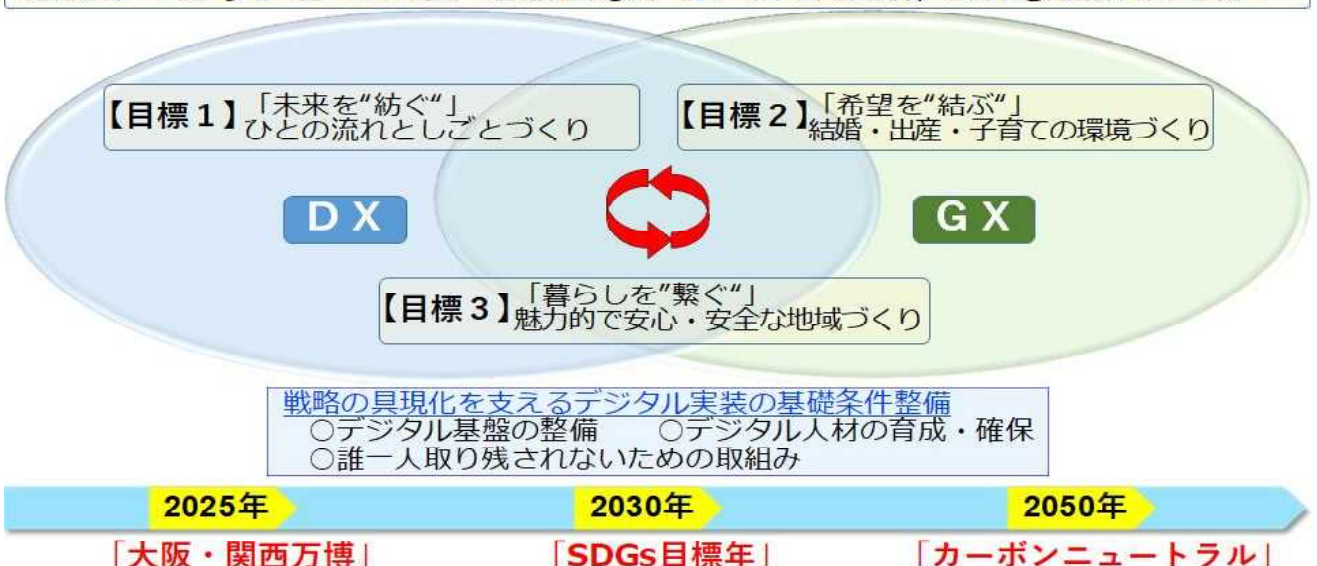 【目標１】「未来を“紡ぐ“」
ひとの流れとしごとづくり
【目標２】「希望を“結ぶ“」
結婚・出産・子育ての環境づくり
ＤＸ
ＧＸ
【目標３】「暮らしを”繋ぐ“」
魅力的で安心・安全な地域づくり
戦略の具現化を支えるデジタル実装の基礎条件整備
○デジタル基盤の整備　○デジタル人材の育成・確保
○誰一人取り残されないための取組み
2025年
2030年
2050年
「大阪・関西万博」
「SDGs目標年」
「カーボンニュートラル」